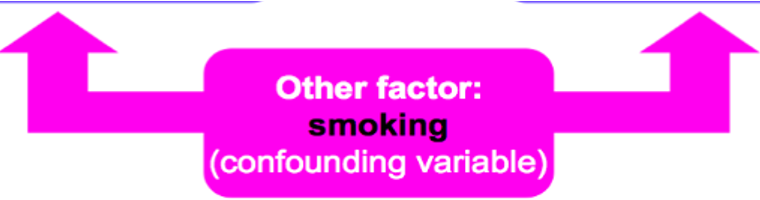 Other factor:
smoking
(confounding variable)